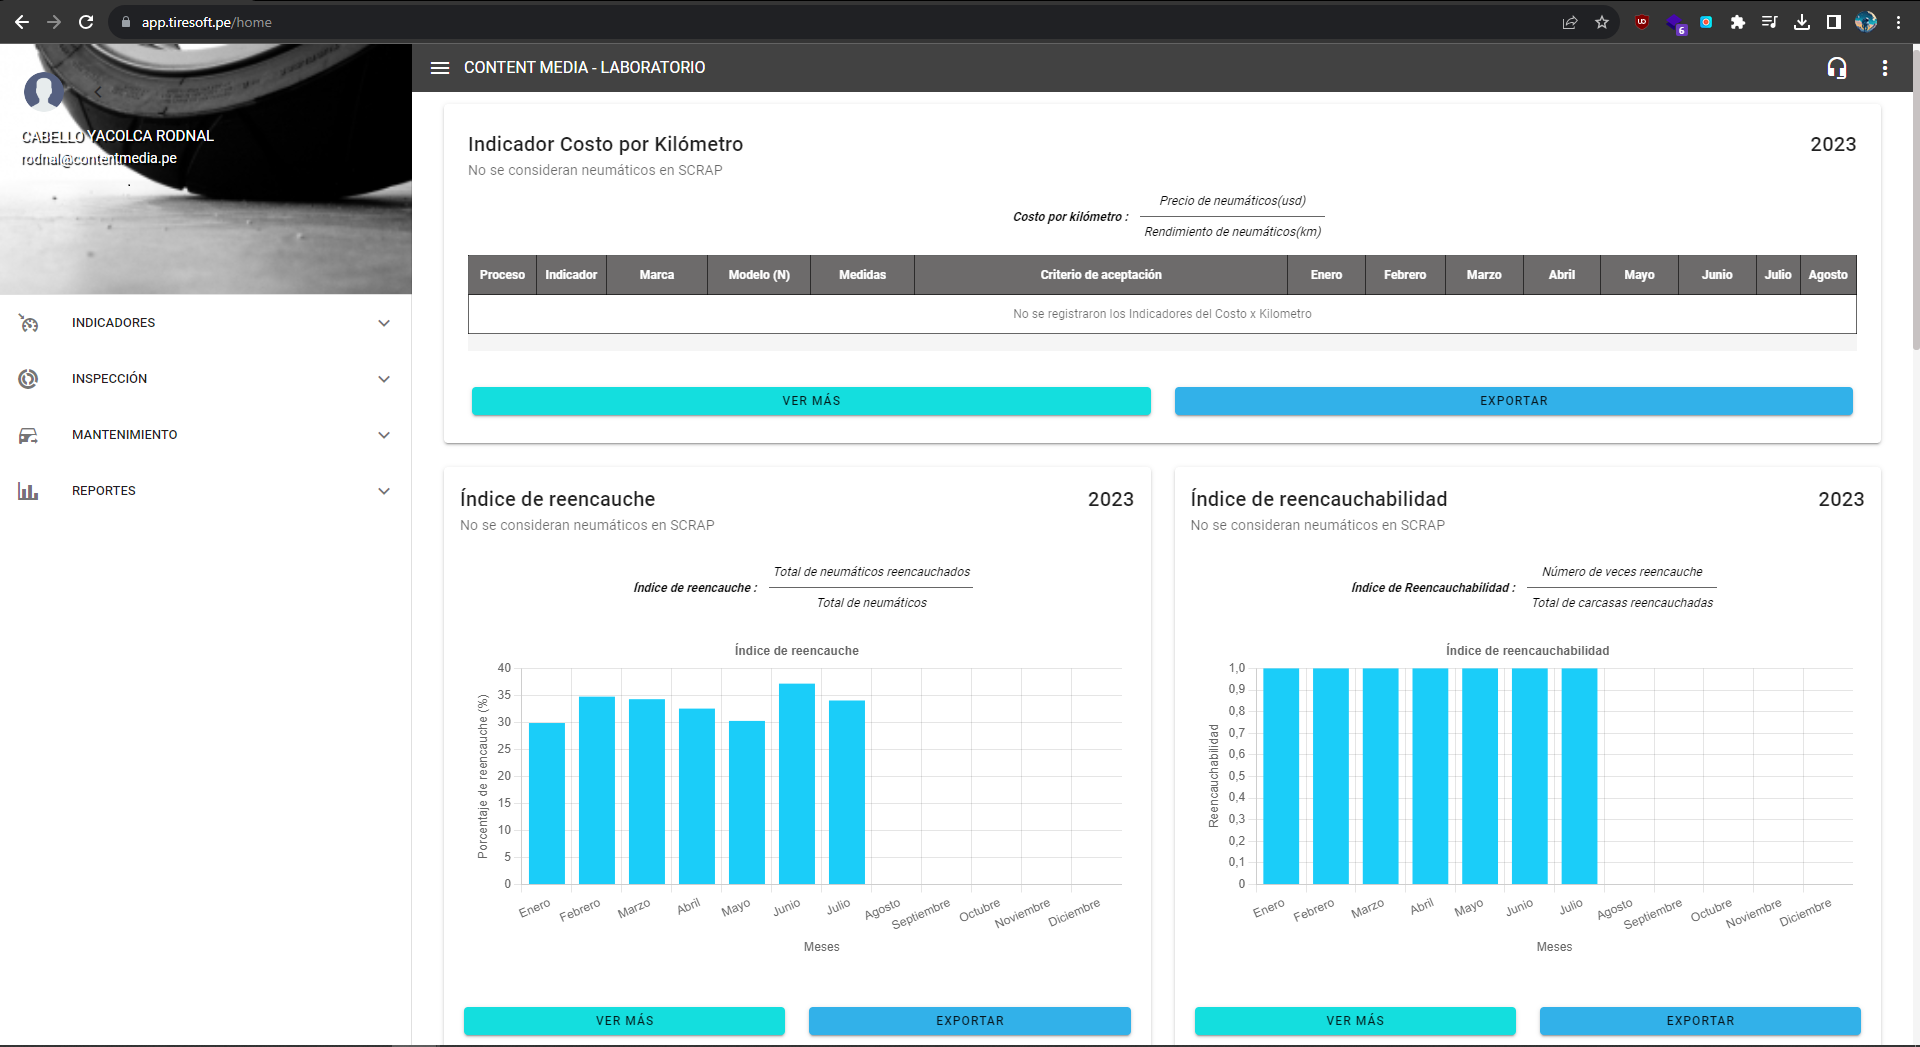 app.tiresoft.pe/home
6
CABELLO YACOLCA RODNAL
rodnal@contentmedia.pe
INDICADORES
INSPECCIÓN
MANTENIMIENTO
REPORTES
CONTENT MEDIA - LABORATORIO
Indicador Costo por Kilómetro 2023
No se consideran neumáticos en SCRAP
Costo por kilómetro : Precio de neumáticos(usd)
Rendimiento de neumáticos(km)
Proceso Indicador Marca Modelo (N) Medidas Criterio de aceptación Enero Febrero Marzo Abril Mayo Junio Julio Agosto
No se registraron los Indicadores del Costo x Kilometro
VER MÁS EXPORTAR
Índice de reencauche 2023
No se consideran neumáticos en SCRAP
Índice de reencauche : Total de neumáticos reencauchados
Total de neumáticos
Índice de reencauche
Porcentaje de reencauche (%)
40
35
30
25
20
15
10
5
0
Enero Febrero Marzo Abril Mayo Junio Julio Agosto Septiembre Octubre Noviembre Diciembre
Meses
VER MÁS EXPORTAR
Índice de reencauchabilidad 2023
No se consideran neumáticos en SCRAP
Índice de Reencauchabilidad : Número de veces reencauche
Total de carcasas reencauchadas
Índice de reencauchabilidad
Reencauchabilidad
1,0
0,9
0,8
0,7
0,6
0,5
0,4
0,3
0,2
0,1
0
Enero Febrero Marzo Abril Mayo Junio Julio Agosto Septiembre Octubre Noviembre Diciembre
Meses
VER MÁS EXPORTAR